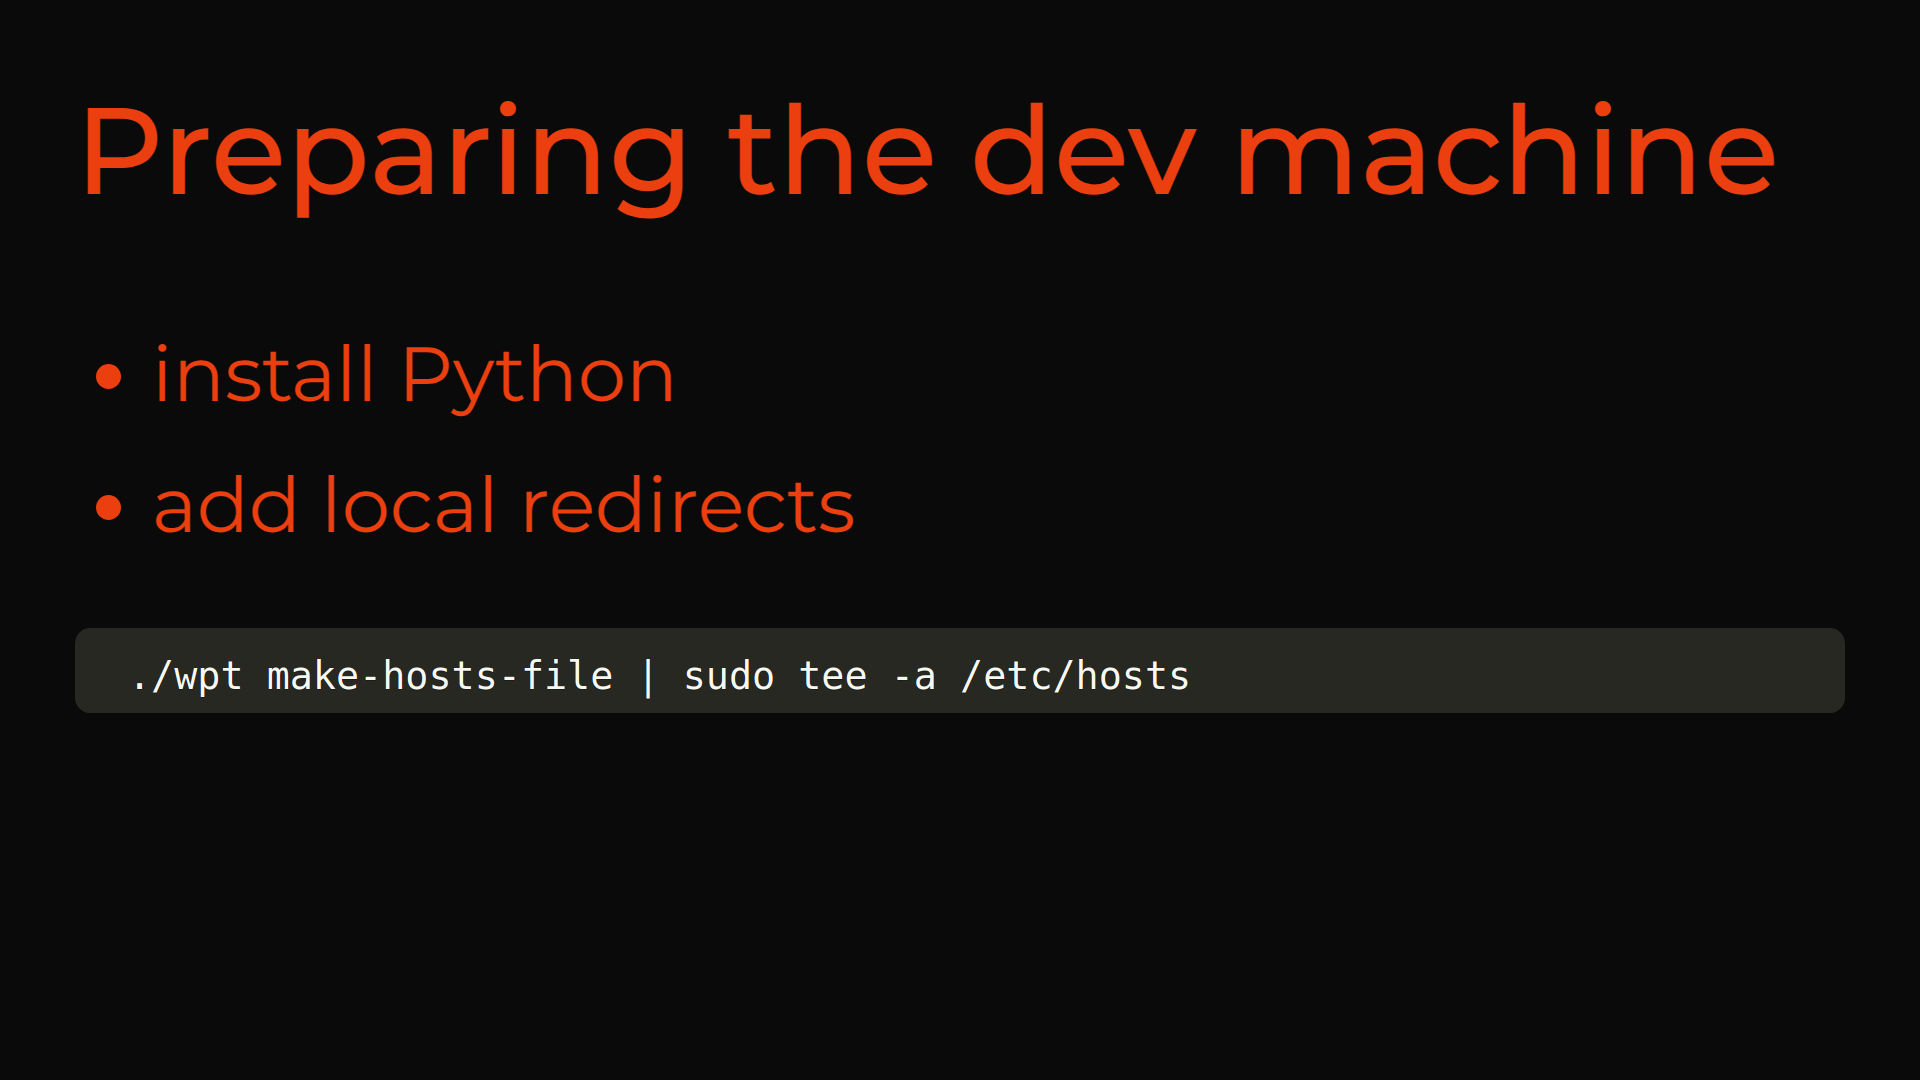 Preparing the dev machine
• install Python
• add local redirects
./wpt make-hosts-file | sudo tee -a /etc/hosts